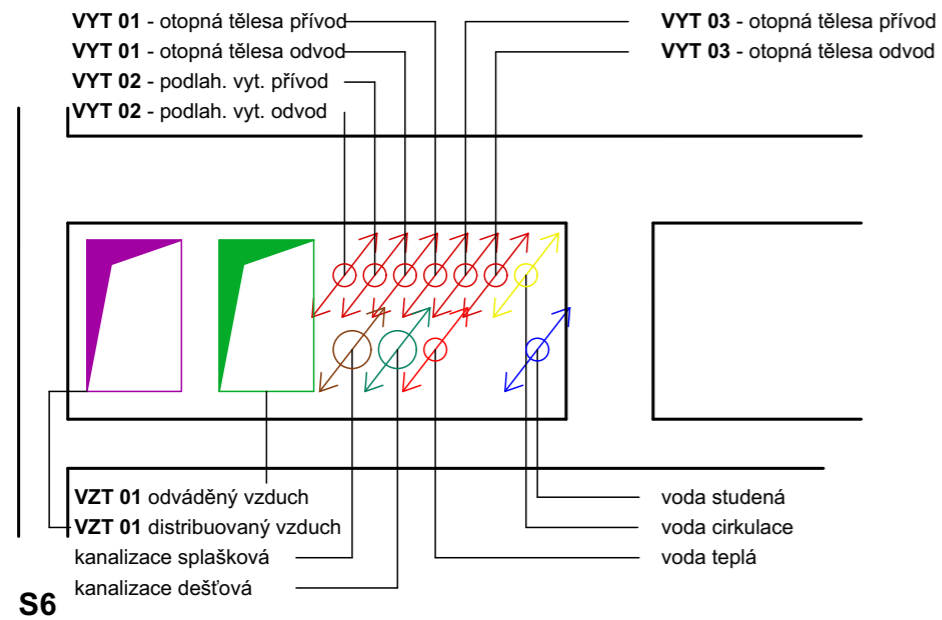 VYT 01 - otopná tělesa přívod
VYT 01 - otopná tělesa odvod
VYT 02 - podlah. vyt. přívod
VYT 02 - podlah. vyt. odvod
VYT 03 - otopná tělesa přívod
VYT 03 - otopná tělesa odvod
VZT 01 odváděný vzduch
VZT 01 distribuovaný vzduch
kanalizace splašková
kanalizace dešťová
voda studená
voda cirkulace
voda teplá
S6